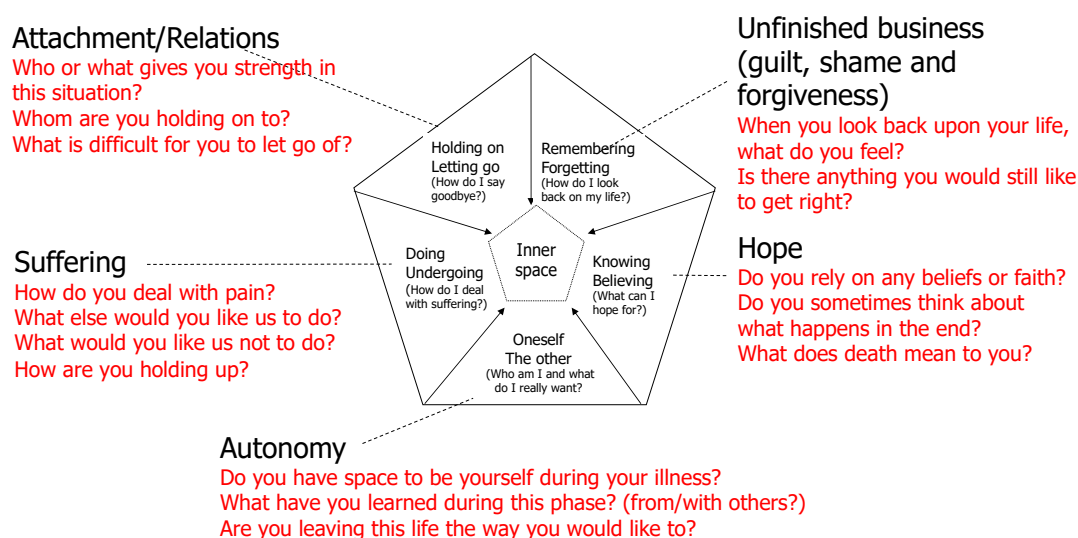 Attachment/Relations
Who or what gives you strength in
this situation?
Whom are you holding on to?
What is difficult for you to let go of?
Unfinished business
(guilt, shame and
forgiveness)
When you look back upon your life,
what do you feel?
Is there anything you would still like
to get right?
Holding on
Letting go
(How do I say
goodbye?)
Remembering
Forgetting
(How do I look
back on my life?)
Suffering
How do you deal with pain?
What else would you like us to do?
What would you like us not to do?
How are you holding up?
Doing
Undergoing
(How do I deal
with suffering?)
Inner
space
Knowing
Believing
(What can I
hope for?)
Hope
Do you rely on any beliefs or faith?
Do you sometimes think about
what happens in the end?
What does death mean to you?
Oneself
The other
(Who am I and what
do I really want?
Autonomy
Do you have space to be yourself during your illness?
What have you learned during this phase? (from/with others?)
Are you leaving this life the way you would like to?